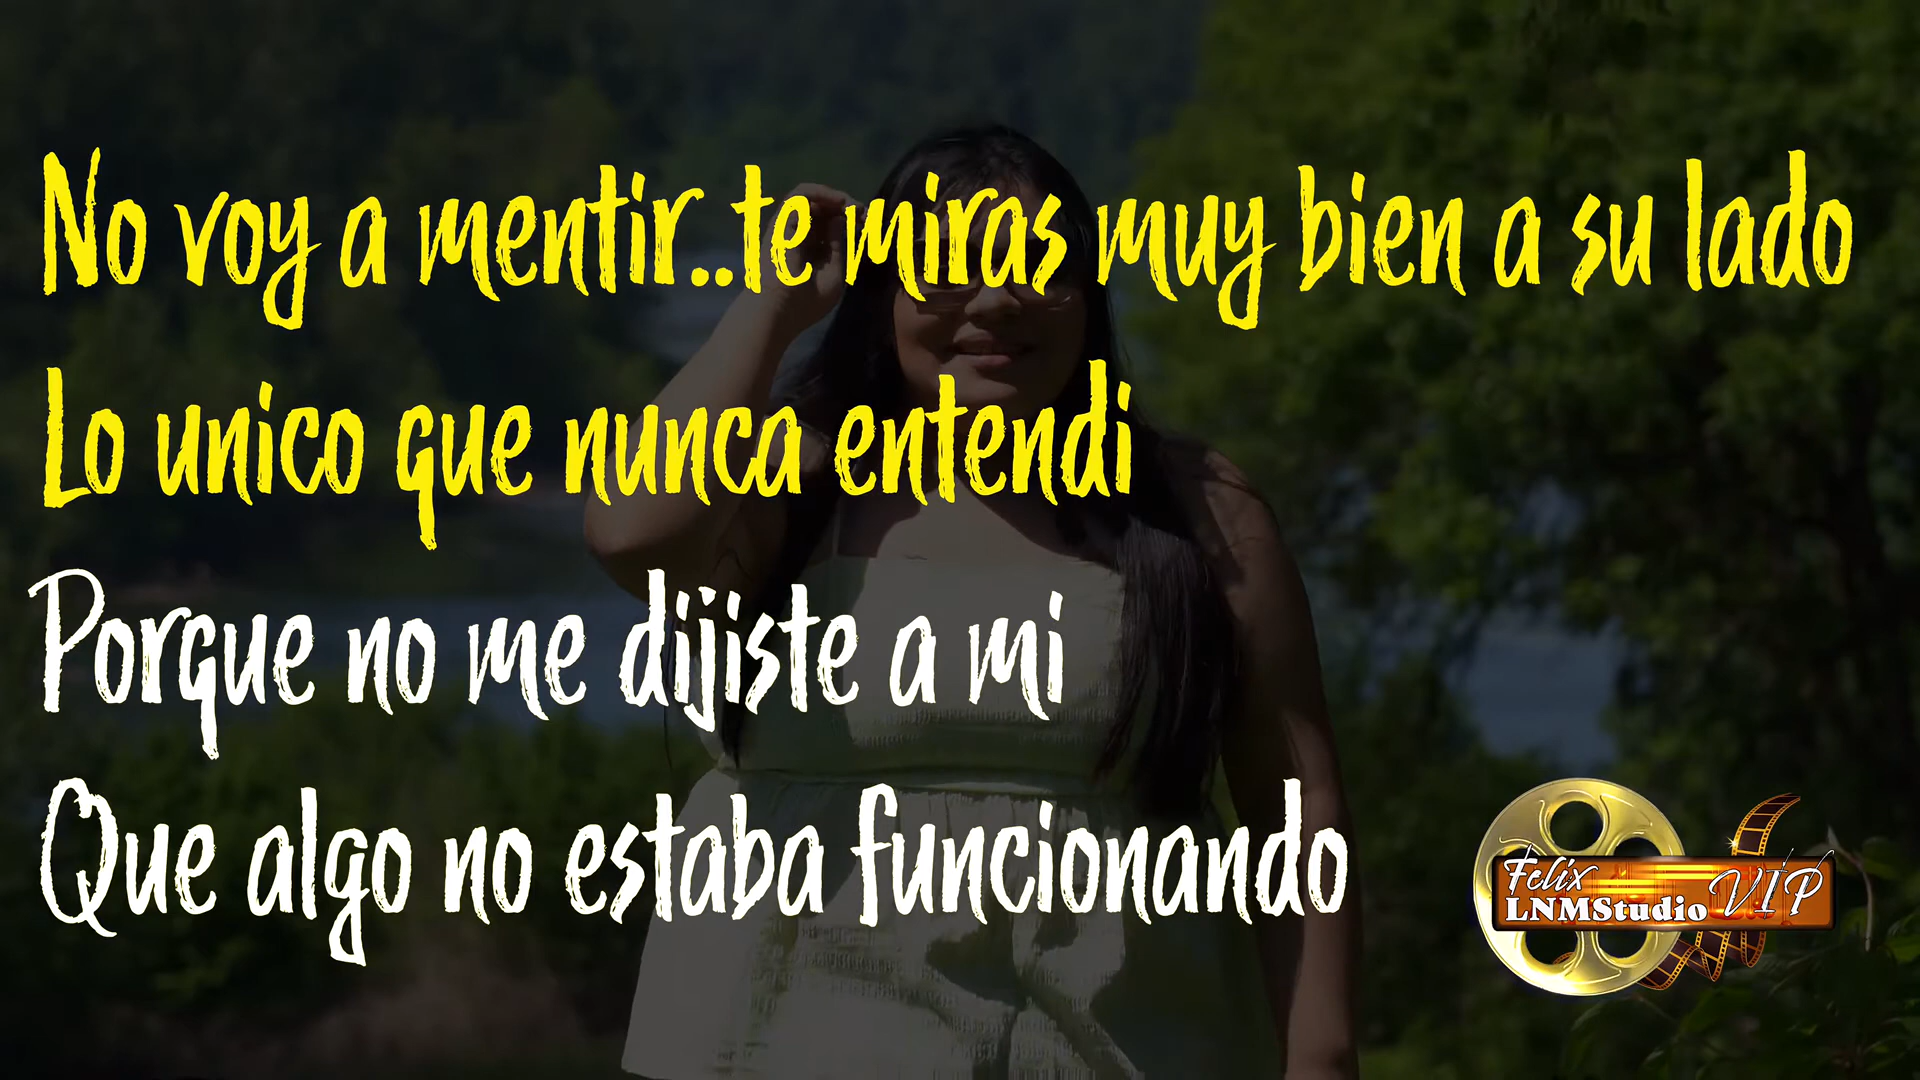 No voy a mentir..te miras muy bien a su lado
Lo unico que nunca entendi
Porque no me dijiste a mi
Que algo no estaba funcionando
Felix
LNMStudio VIP